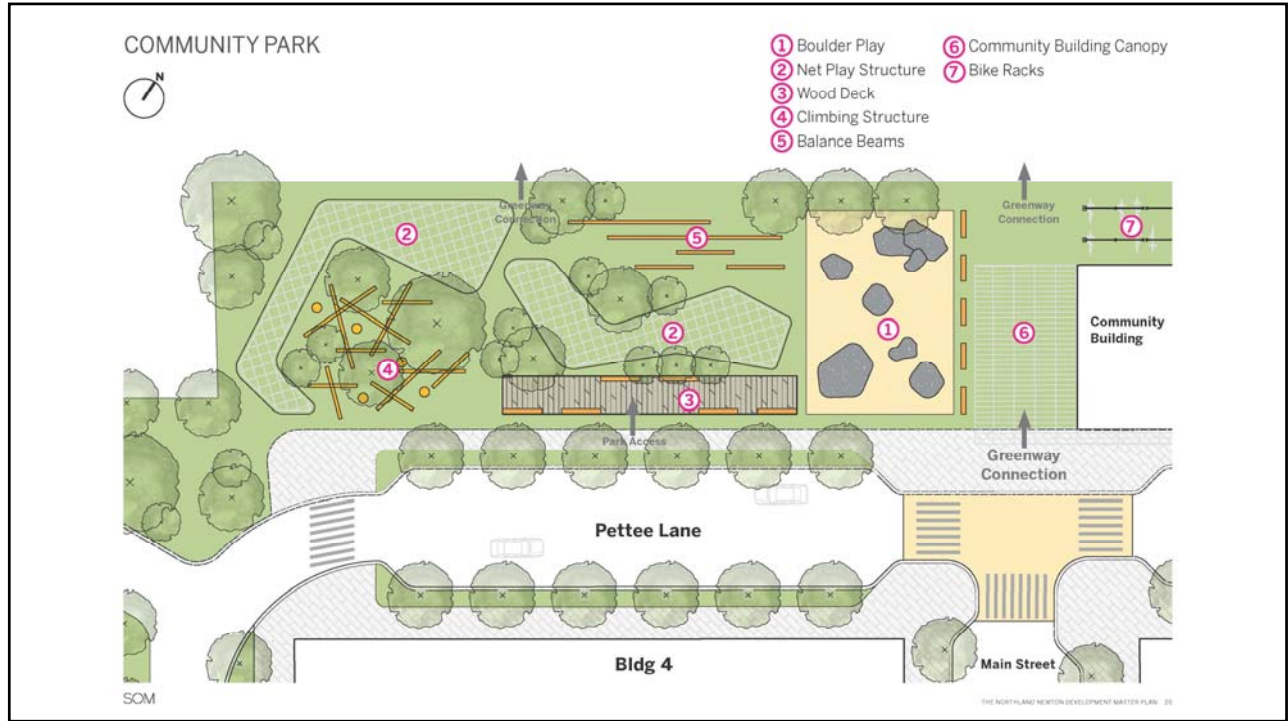 COMMUNITY PARK
N
1 Boulder Play
2 Net Play Structure
3 Wood Deck
4 Climbing Structure
5 Balance Beams
6 Community Building Canopy
7 Bike Racks
Greenway
Connection
Greenway
Connection
2
5
7
2
1
6
Community
Building
4
3
Park Access
Greenway
Connection
Pettee Lane
Bldg 4
Main Street
SOM
THE NORTHLAND NEWTON DEVELOPMENT MASTER PLAN 25